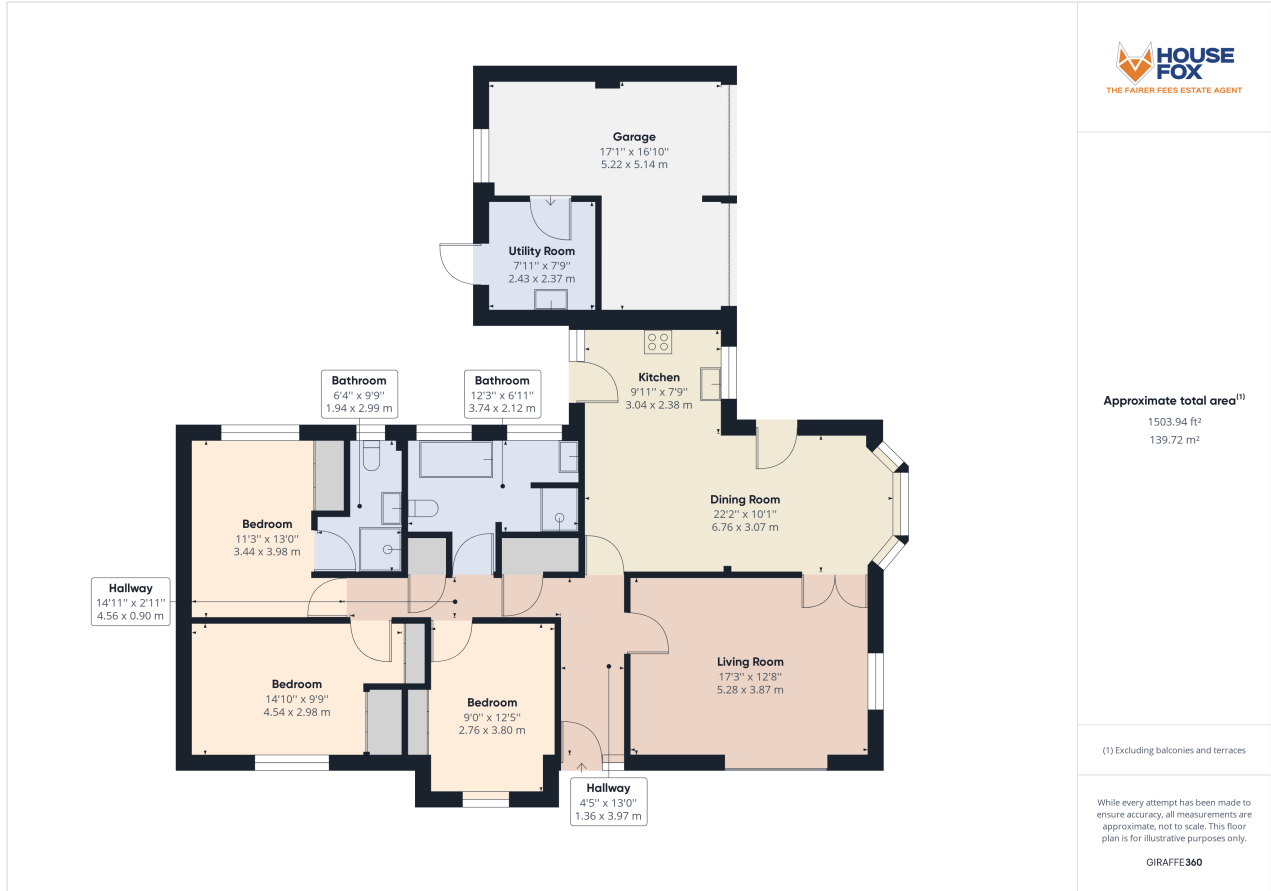 HOUSE
FOX
THE FAIRER FEES ESTATE AGENT
Garage
17'1'' x 16'10''
5.22 x 5.14 m
Utility Room
7'11'' x 7'9''
2.43 x 2.37 m
Kitchen
9'11'' x 7'9''
3.04 x 2.38 m
Bathroom
6'4'' x 9'9''
1.94 x 2.99 m
Bathroom
12'3'' x 6'11''
3.74 x 2.12 m
Dining Room
22'2'' x 10'1''
6.76 x 3.07 m
Bedroom
11'3'' x 13'0''
3.44 x 3.98 m
Hallway
14'11'' x 2'11''
4.56 x 0.90 m
Living Room
17'3'' x 12'8''
5.28 x 3.87 m
Bedroom
14'10'' x 9'9''
4.54 x 2.98 m
Bedroom
9'0'' x 12'5''
2.76 x 3.80 m
Hallway
4'5'' x 13'0''
1.36 x 3.97 m
Approximate total area(1)
1503.94 ft²
139.72 m²
(1) Excluding balconies and terraces
While every attempt has been made to
ensure accuracy, all measurements are
approximate, not to scale. This floor
plan is for illustrative purposes only.
GIRAFFE360